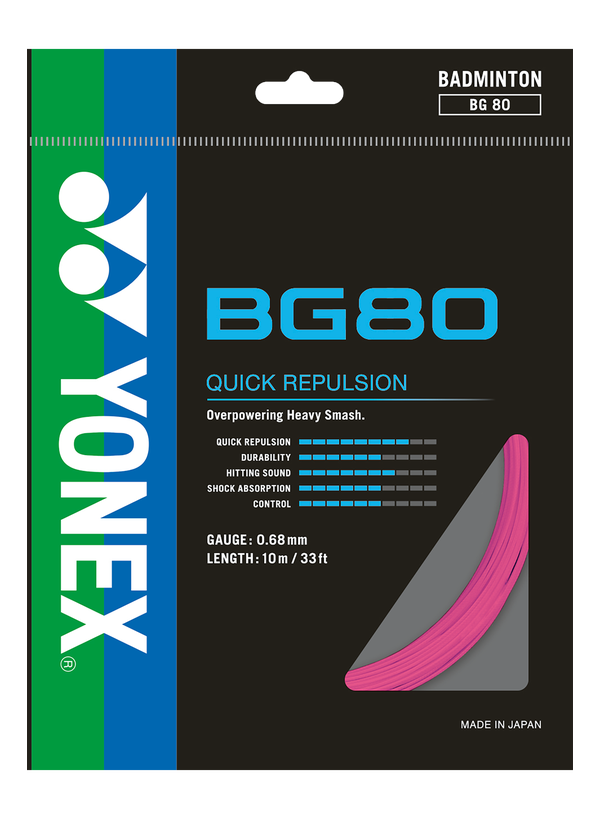 BADMINTON
BG 80
YONEX
®
BG80
QUICK REPULSION
Overpowering Heavy Smash.
QUICK REPULSION
DURABILITY
HITTING SOUND
SHOCK ABSORPTION
CONTROL
GAUGE: 0.68mm
LENGTH: 10m / 33ft
MADE IN JAPAN